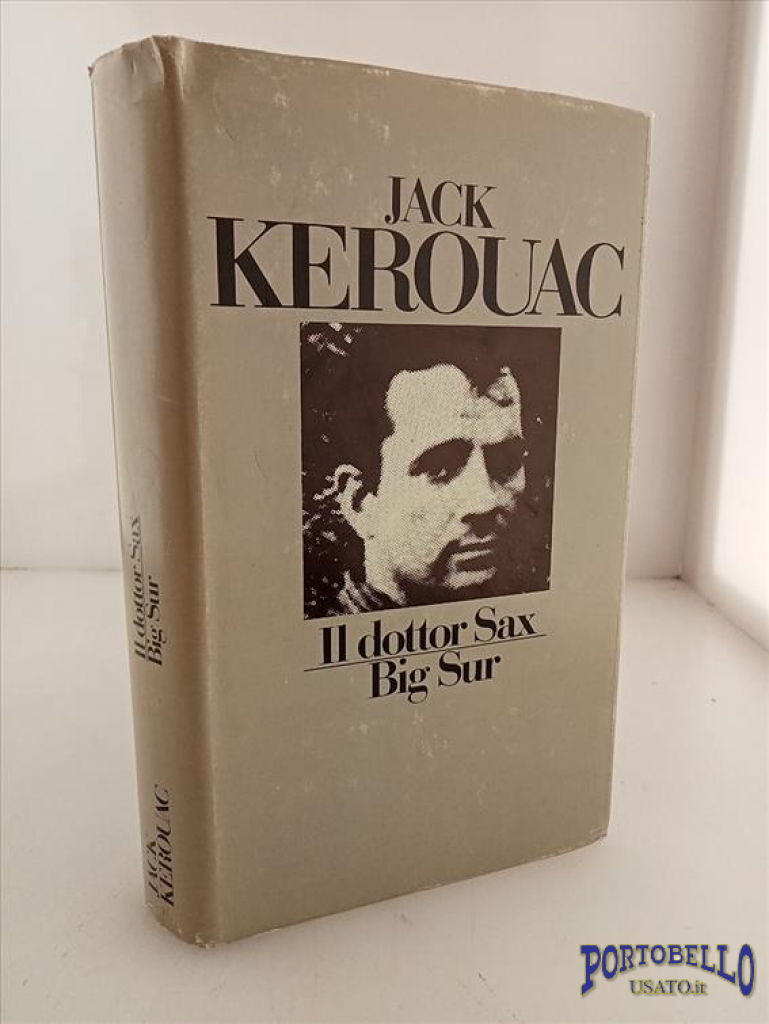 JACK
KEROUAC
Il dottor Sax
Big Sur
Il dottor Sax
Big Sur
JACK
KEROUAC
PORTOBELLO
USATO.it